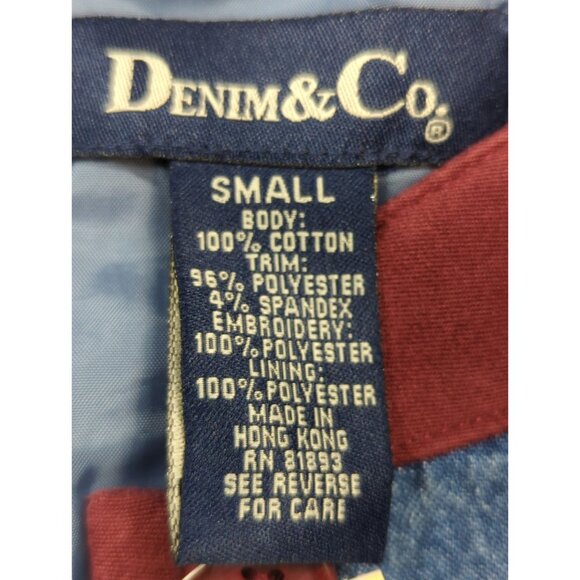 DENIM&CO.®
SMALL
BODY:
100% COTTON
TRIM:
96% POLYESTER
4% SPANDEX
EMBROIDERY:
100% POLYESTER
LINING:
100% POLYESTER
MADE IN
HONG KONG
RN 81893
SEE REVERSE
FOR CARE